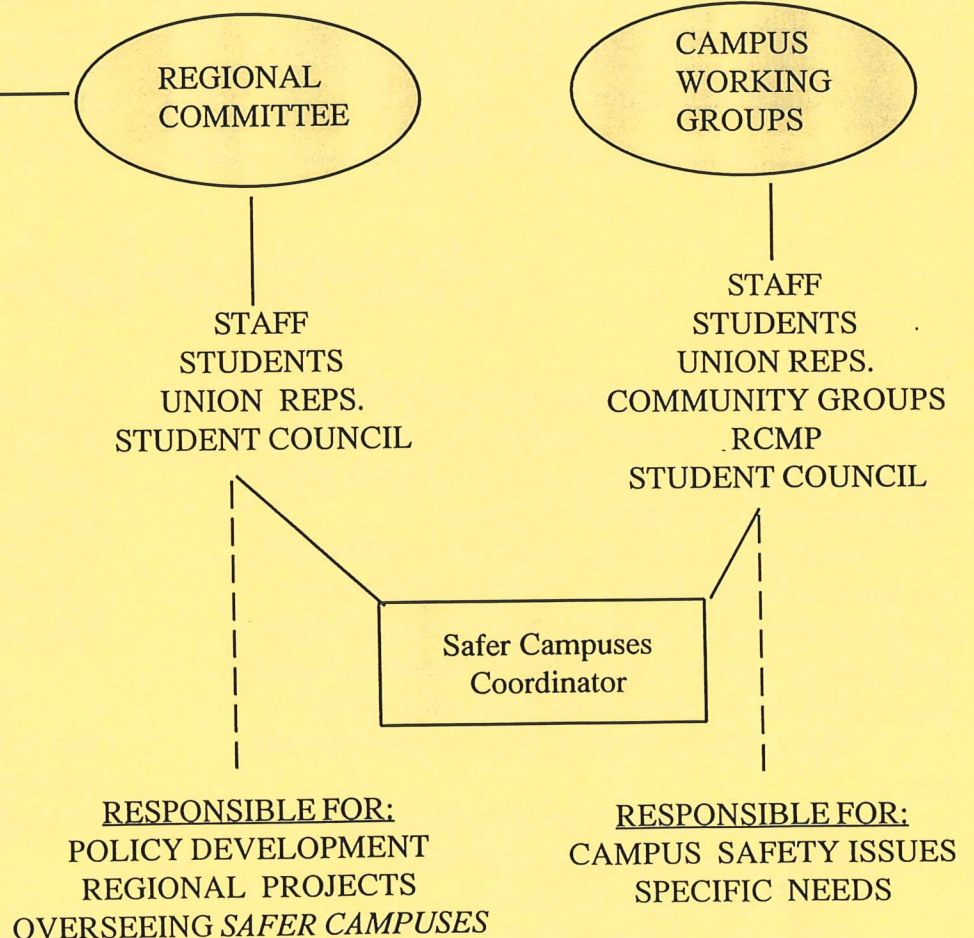 REGIONAL
COMMITTEE
STAFF
STUDENTS
UNION REPS.
STUDENT COUNCIL
CAMPUS
WORKING
GROUPS
STAFF
STUDENTS
UNION REPS.
COMMUNITY GROUPS
RCMP
STUDENT COUNCIL
Safer Campuses
Coordinator
RESPONSIBLE FOR:
POLICY DEVELOPMENT
REGIONAL PROJECTS
OVERSEEING SAFER CAMPUSES
RESPONSIBLE FOR:
CAMPUS SAFETY ISSUES
SPECIFIC NEEDS